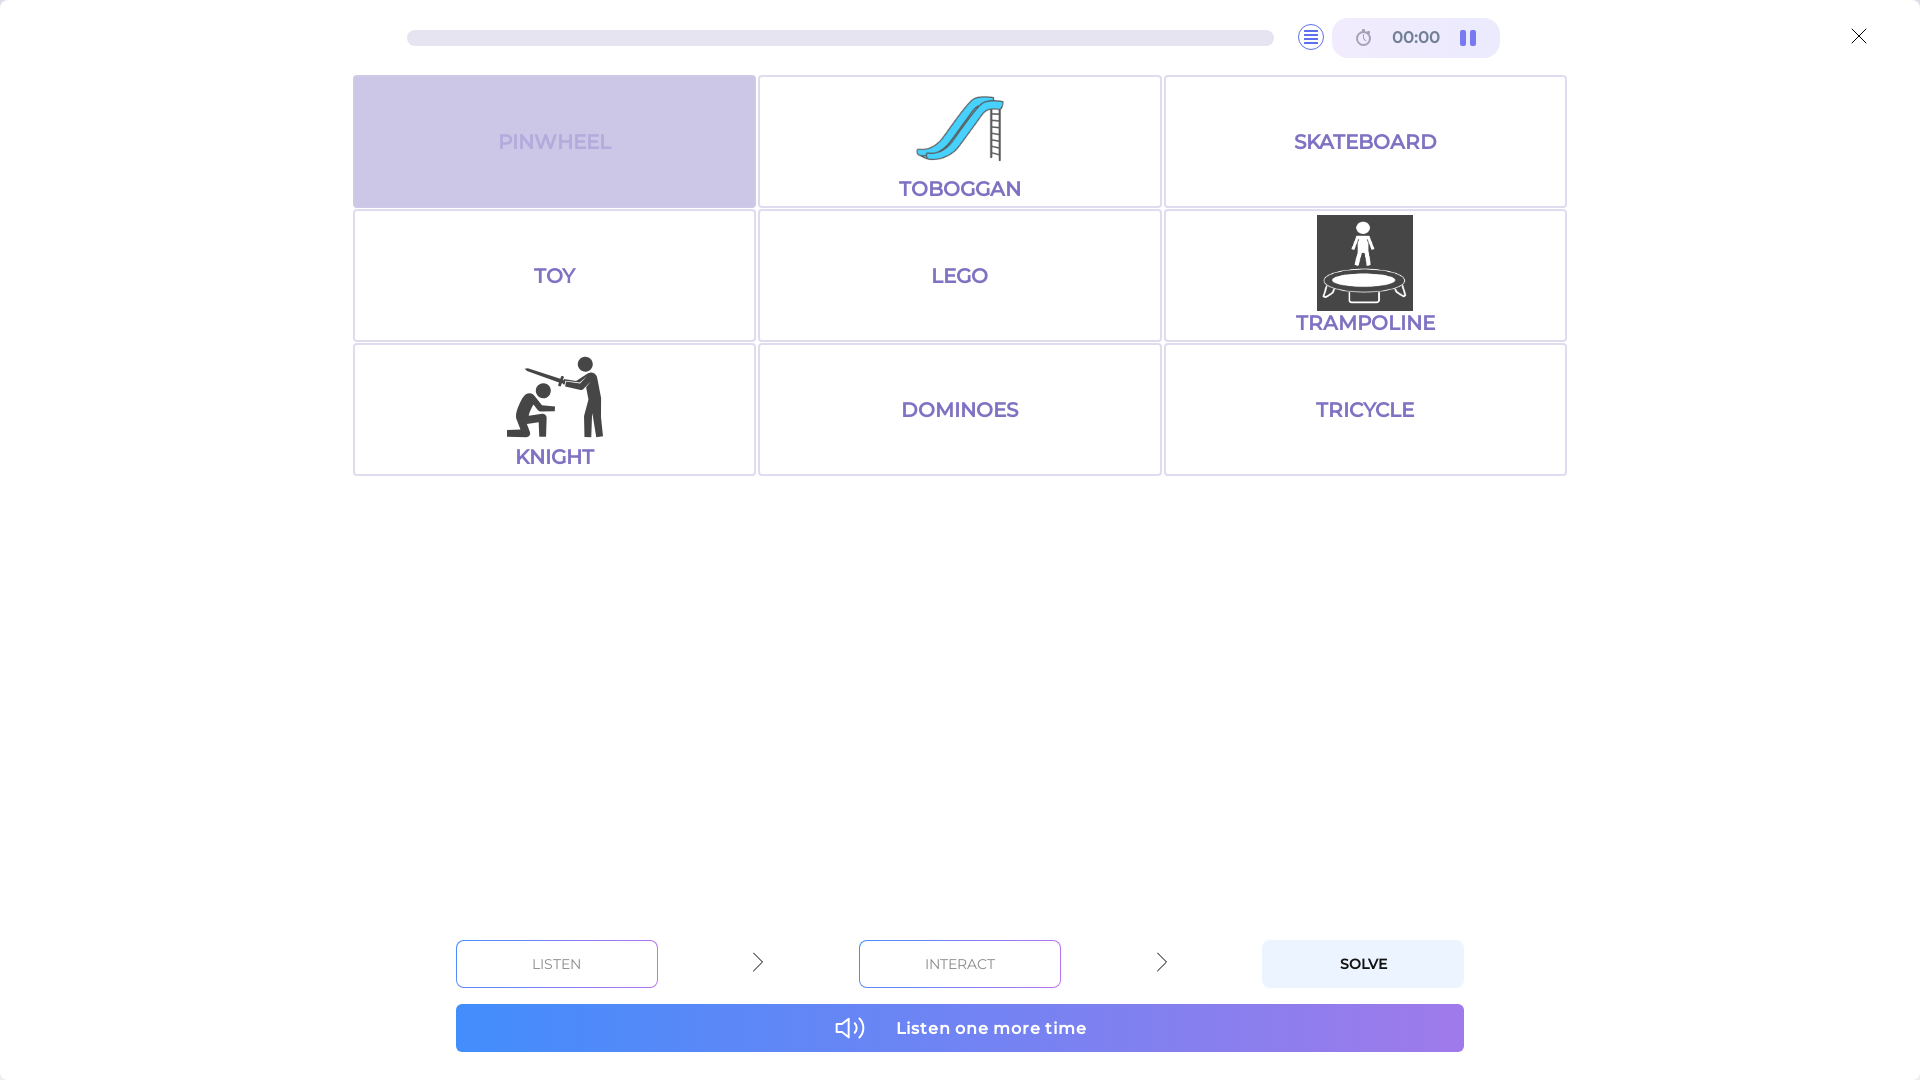 00:00
PINWHEEL
TOBOGGAN
SKATEBOARD
TOY
LEGO
TRAMPOLINE
KNIGHT
DOMINOES
TRICYCLE
LISTEN
INTERACT
SOLVE
Listen one more time